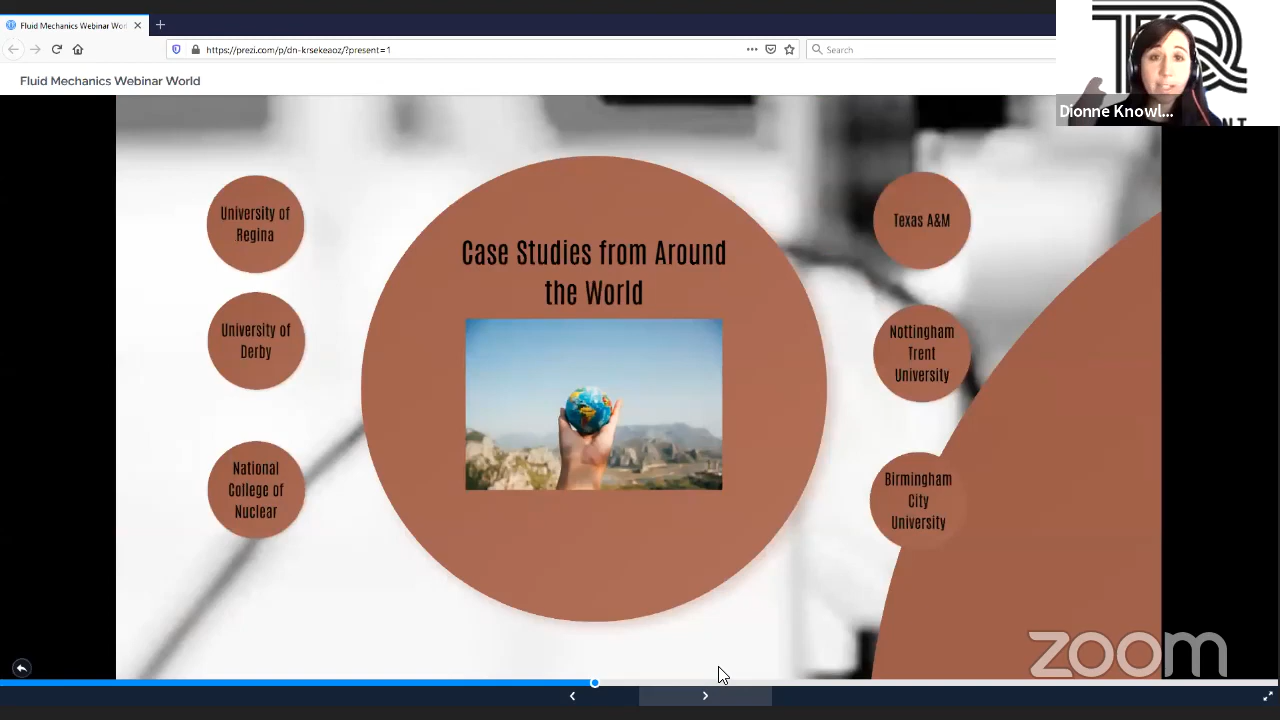 Fluid Mechanics Webinar Wor
https://prezi.com/p/dn-krsekeaoz/?present=1
Search
Fluid Mechanics Webinar World
TQ
Dionne Knowl...
NT
University of
Regina
University of
Derby
National
College of
Nuclear
Case Studies from Around
the World
Texas A&M
Nottingham
Trent
University
Birmingham
City
University
zoom